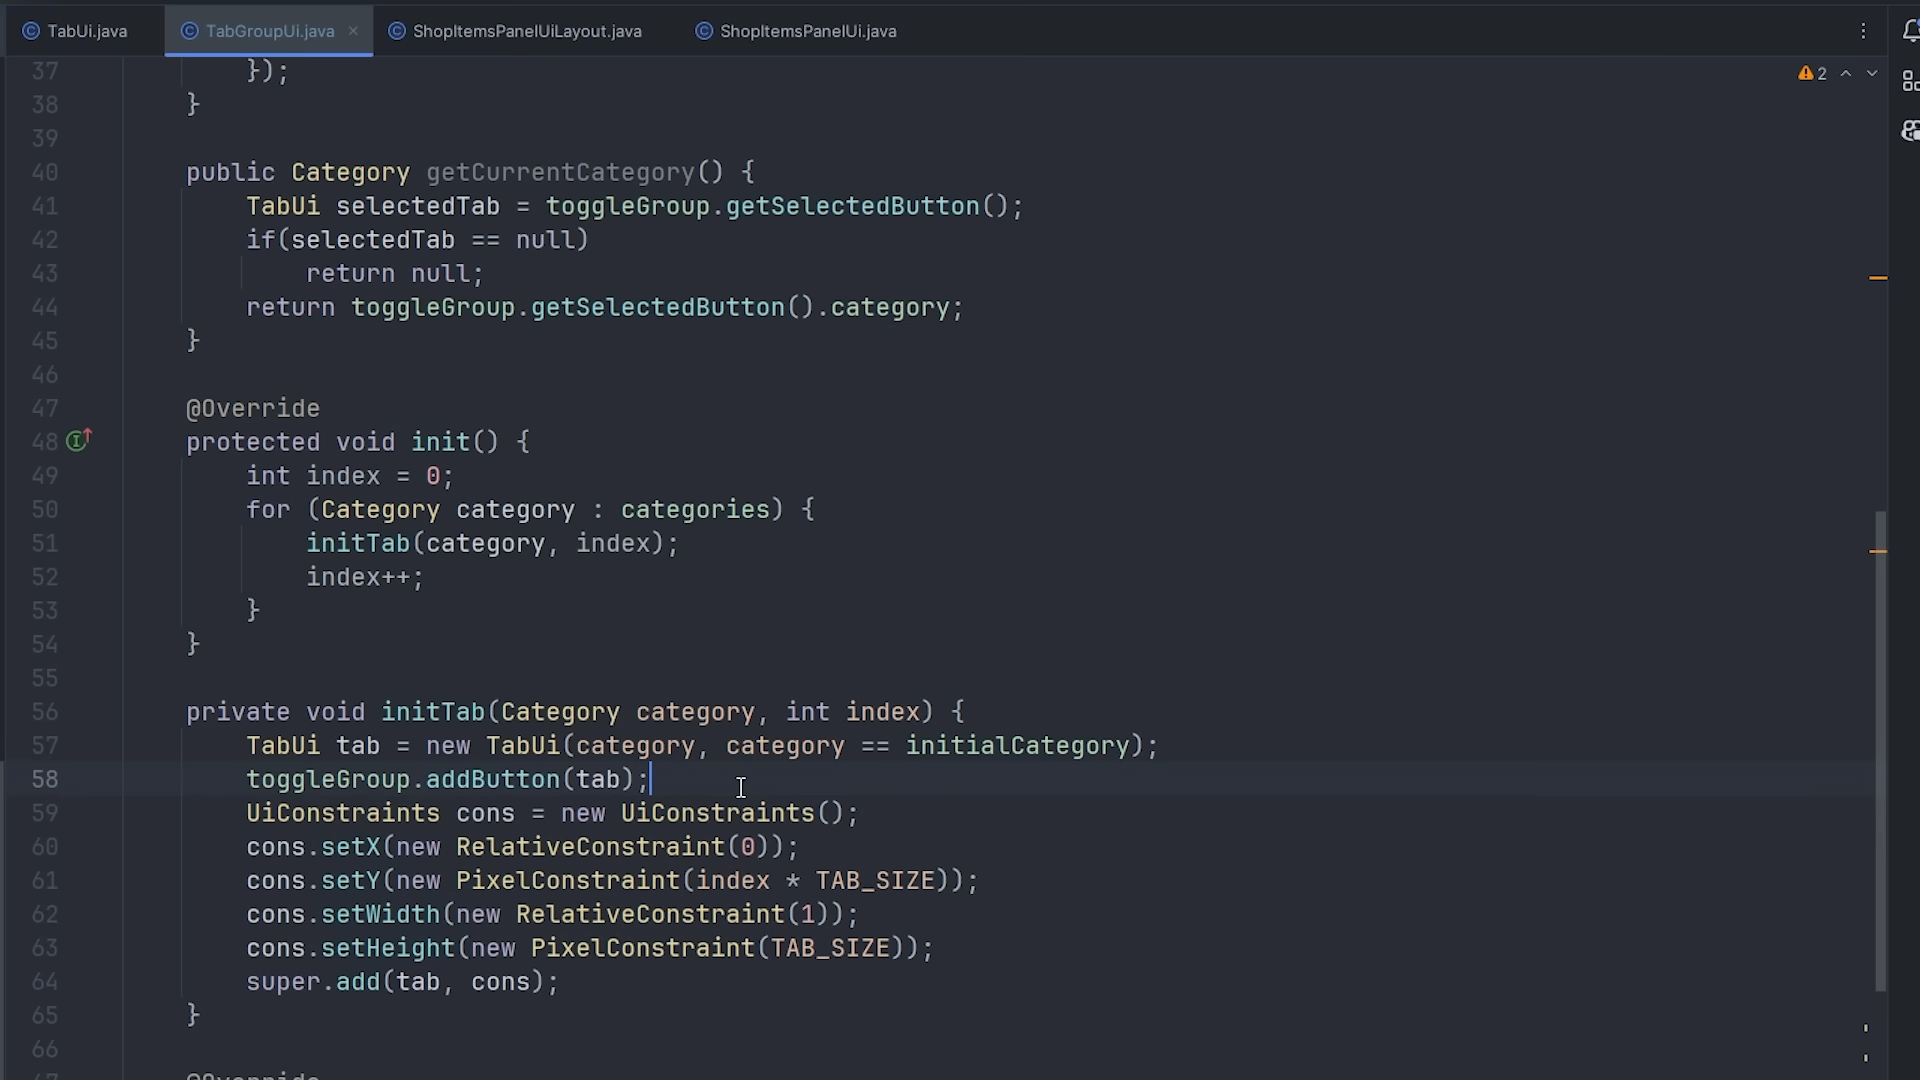 TabUi.java TabGroupUi.java × ShopItemsPanelUiLayout.java ShopItemsPanelUi.java
37 });
2
38 }
39
40 public Category getCurrentCategory() {
41 TabUi selectedTab = toggleGroup.getSelectedButton();
42 if(selectedTab == null)
43 return null;
44 return toggleGroup.getSelectedButton().category;
45 }
46
47 @Override
48 protected void init() {
49 int index = 0;
50 for (Category category : categories) {
51 initTab(category, index);
52 index++;
53 }
54 }
55
56 private void initTab(Category category, int index) {
57 TabUi tab = new TabUi(category, category == initialCategory);
58 toggleGroup.addButton(tab);
59 UiConstraints cons = new UiConstraints();
60 cons.setX(new RelativeConstraint(0));
61 cons.setY(new PixelConstraint(index * TAB_SIZE));
62 cons.setWidth(new RelativeConstraint(1));
63 cons.setHeight(new PixelConstraint(TAB_SIZE));
64 super.add(tab, cons);
65 }
66
67 @Override